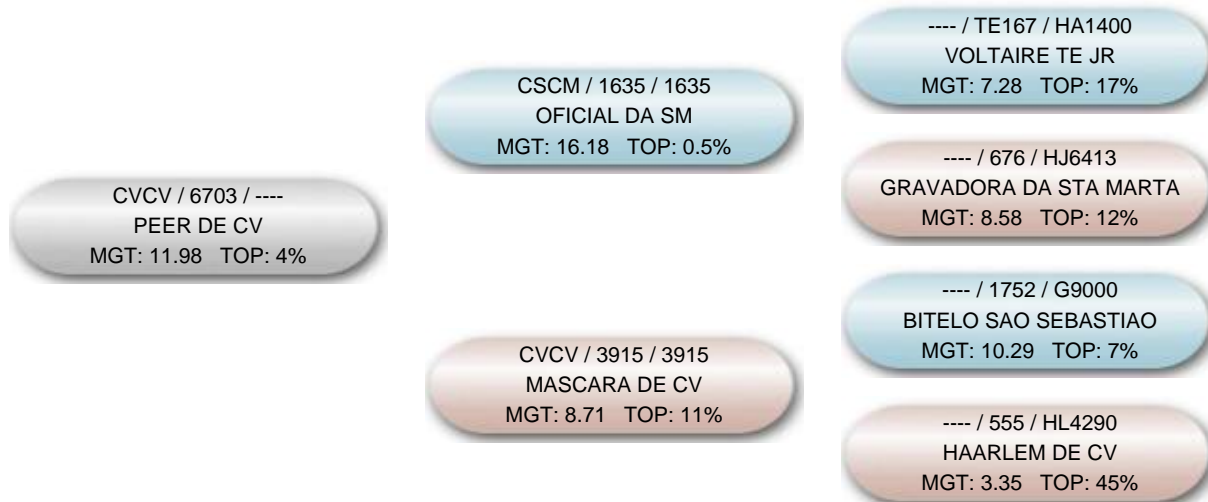 CVCV / 6703 / ----
PEER DE CV
MGT: 11.98 TOP: 4%
CSCM / 1635 / 1635
OFICIAL DA SM
MGT: 16.18 TOP: 0.5%
CVCV / 3915 / 3915
MASCARA DE CV
MGT: 8.71 TOP: 11%
---- / TE167 / HA1400
VOLTAIRE TE JR
MGT: 7.28 TOP: 17%
---- / 676 / HJ6413
GRAVADORA DA STA MARTA
MGT: 8.58 TOP: 12%
---- / 1752 / G9000
BITELO SAO SEBASTIAO
MGT: 10.29 TOP: 7%
---- / 555 / HL4290
HAARLEM DE CV
MGT: 3.35 TOP: 45%